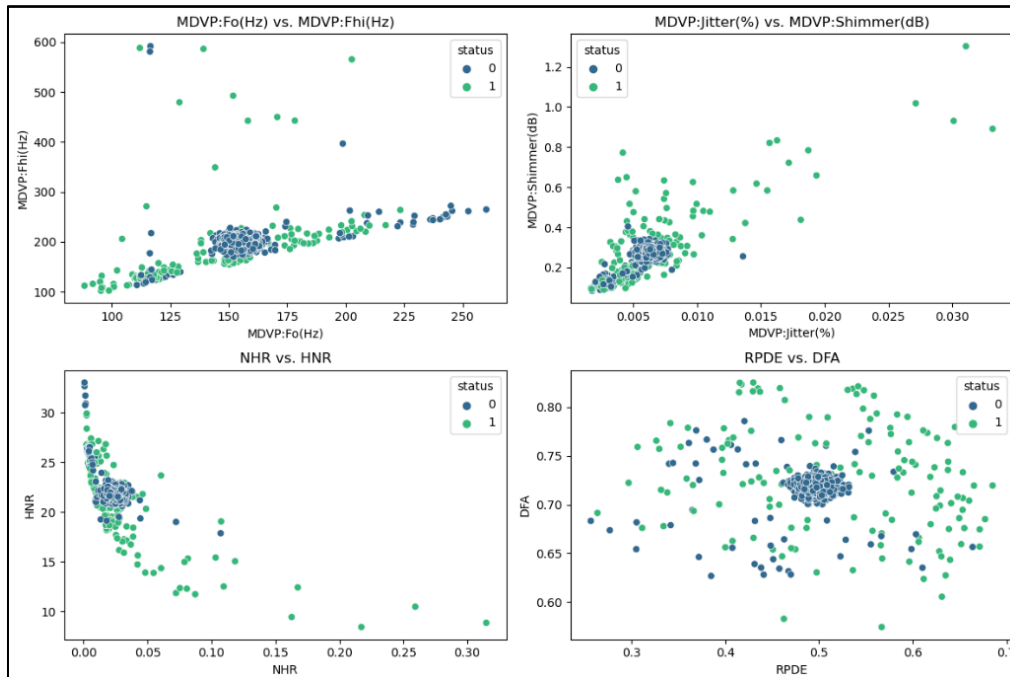 MDVP:Fo(Hz) vs. MDVP:Fhi(Hz)
status
0
1
600
500
400
300
200
100
MDVP:Fhi(Hz)
100 125 150 175 200 225 250
MDVP:Fo(Hz)
MDVP:Jitter(%) vs. MDVP:Shimmer(dB)
status
0
1
1.2
1.0
0.8
0.6
0.4
0.2
MDVP:Shimmer(dB)
0.005 0.010 0.015 0.020 0.025 0.030
MDVP:Jitter(%)
NHR vs. HNR
status
0
1
30
25
20
15
10
HNR
0.00 0.05 0.10 0.15 0.20 0.25 0.30
NHR
RPDE vs. DFA
status
0
1
0.80
0.75
0.70
0.65
0.60
DFA
0.3 0.4 0.5 0.6
RPDE